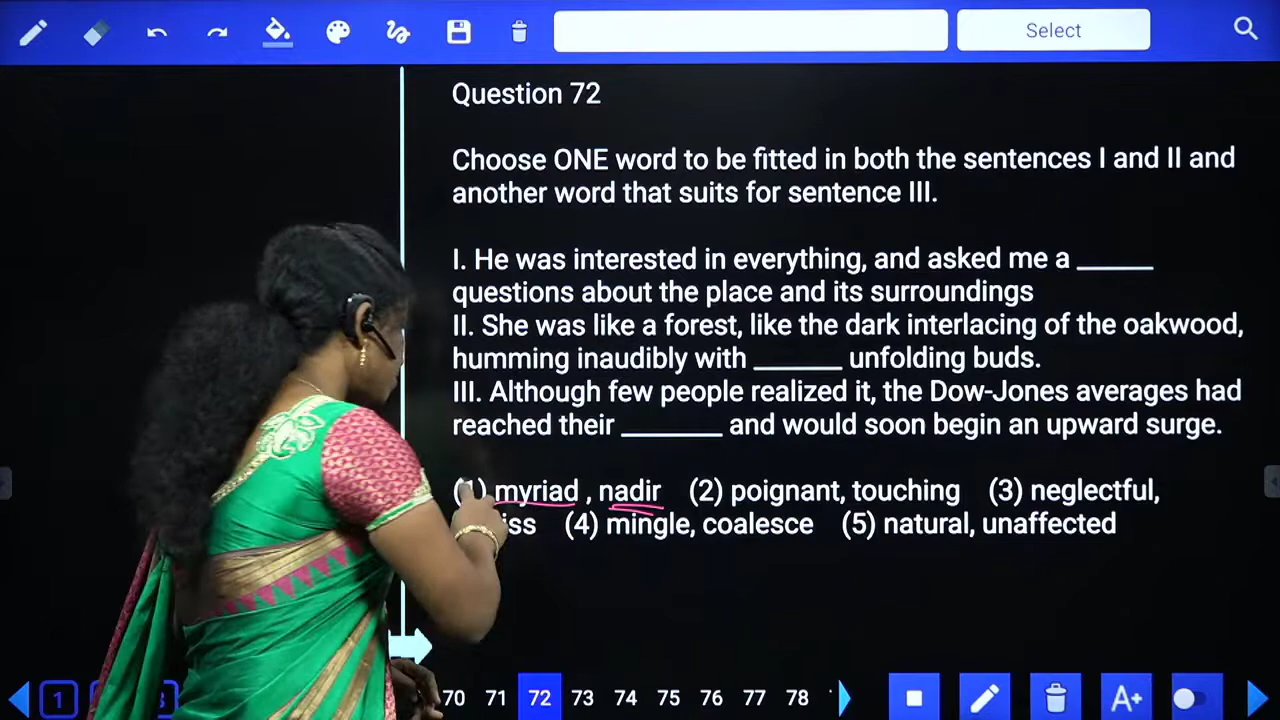 Select
Question 72
Choose ONE word to be fitted in both the sentences I and II and
another word that suits for sentence III.
I. He was interested in everything, and asked me a _____
questions about the place and its surroundings
II. She was like a forest, like the dark interlacing of the oakwood,
humming inaudibly with ______ unfolding buds.
III. Although few people realized it, the Dow-Jones averages had
reached their _______ and would soon begin an upward surge.
(1) myriad , nadir (2) poignant, touching (3) neglectful,
(4) mingle, coalesce (5) natural, unaffected
1 70 71 72 73 74 75 76 77 78 A+